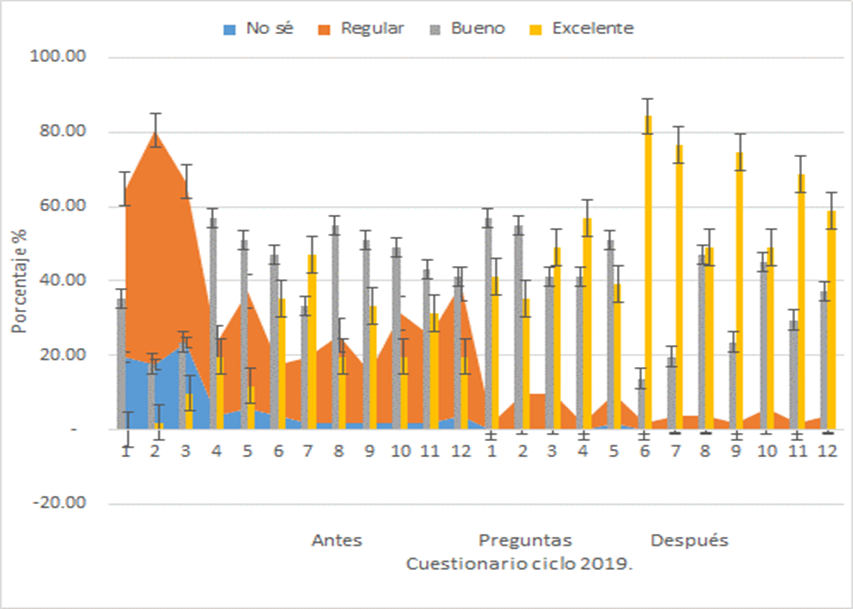 No sé Regular Bueno Excelente
100.00
80.00
60.00
40.00
20.00
-
-20.00
Porcentaje %
1 2 3 4 5 6 7 8 9 10 11 12 1 2 3 4 5 6 7 8 9 10 11 12
Antes Preguntas Después
Cuestionario ciclo 2019.